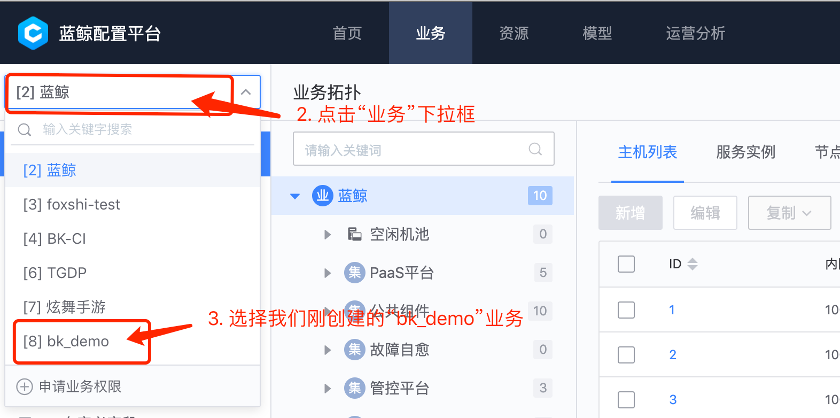 蓝鲸配置平台 首页 业务 资源 模型 运营分析
[2] 蓝鲸
业务拓扑
2. 点击“业务”下拉框
输入关键字搜索
请输入关键词
主机列表 服务实例 节点
[2] 蓝鲸
业 蓝鲸 10
[3] foxshi-test
新增 编辑 复制
[4] BK-CI
空闲机池 0
ID 内
[6] TGDP
集 PaaS平台 5
[7] 炫舞手游
集 公共组件 10
1 10
3. 选择我们刚创建的“bk_demo”业务
[8] bk_demo
集 故障自愈 0
2 10
申请业务权限
集 管控平台 3
3 10